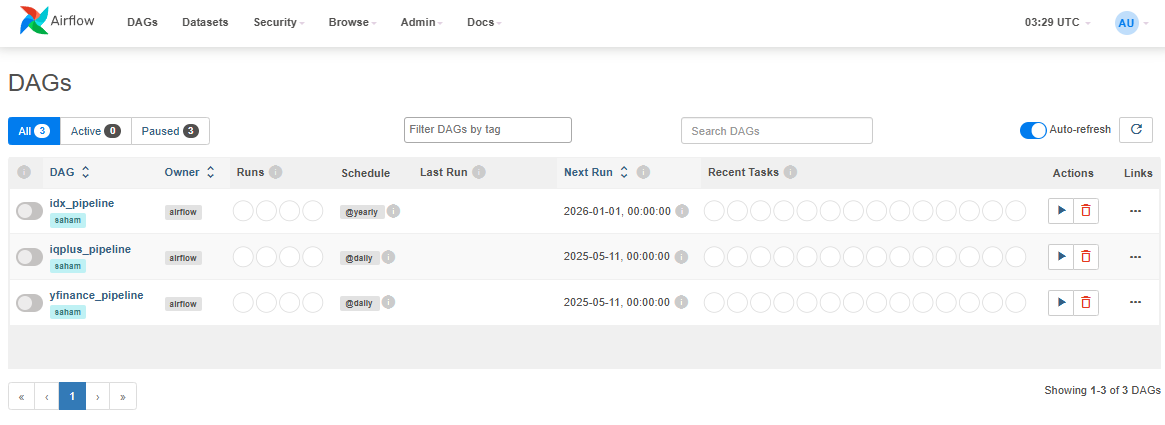 Airflow DAGs Datasets Security Browse Admin Docs 03:29 UTC AU
DAGs
All 3 Active 0 Paused 3 Filter DAGs by tag Search DAGs Auto-refresh
i DAG Owner Runs i Schedule Last Run i Next Run i Recent Tasks i Actions Links
idx_pipeline
saham airflow @yearly i 2026-01-01, 00:00:00 i
iqplus_pipeline
saham airflow @daily i 2025-05-11, 00:00:00 i
yfinance_pipeline
saham airflow @daily i 2025-05-11, 00:00:00 i
« ‹ 1 › » Showing 1-3 of 3 DAGs